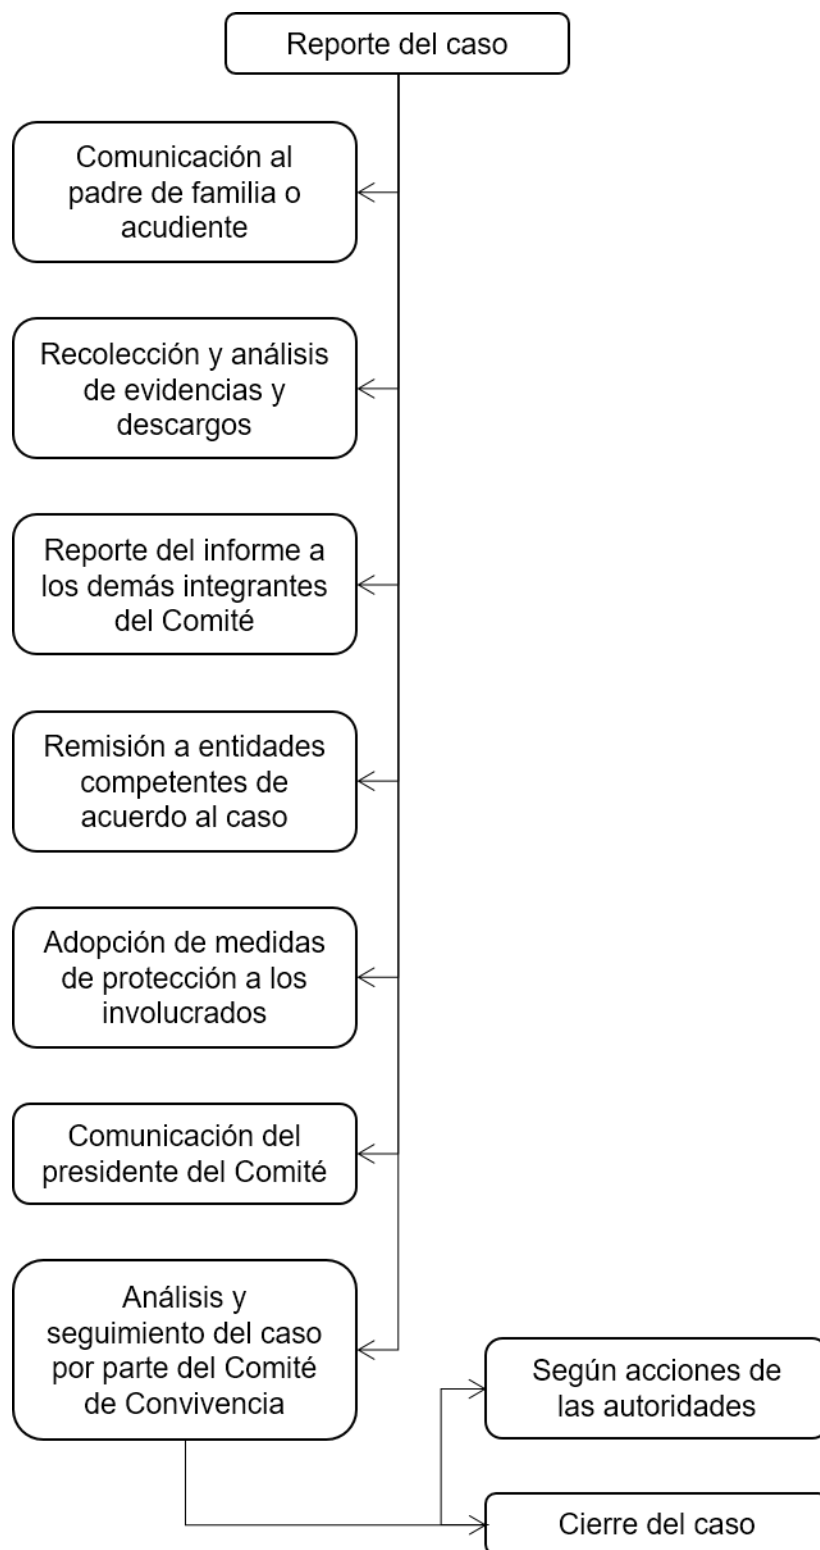 Reporte del caso
Comunicación al
padre de familia o
acudiente
Recolección y análisis
de evidencias y
descargos
Reporte del informe a
los demás integrantes
del Comité
Remisión a entidades
competentes de
acuerdo al caso
Adopción de medidas
de protección a los
involucrados
Comunicación del
presidente del Comité
Análisis y
seguimiento del caso
por parte del Comité
de Convivencia
Según acciones de
las autoridades
Cierre del caso